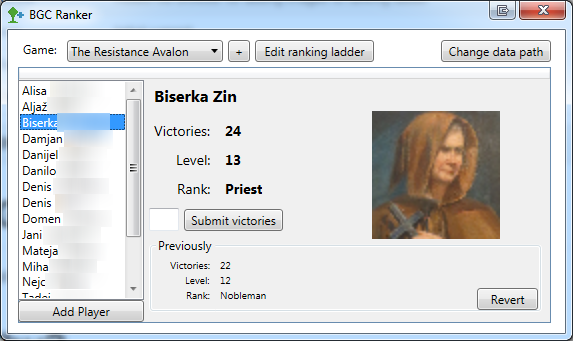 BGC Ranker
Game: The Resistance Avalon + Edit ranking ladder Change data path
Alisa
Aljaž
Biserka
Damjan
Danijel
Danilo
Denis
Denis
Domen
Jani
Mateja
Miha
Nejc
Tadej
Add Player
Biserka Zin
Victories: 24
Level: 13
Rank: Priest
Submit victories
Previously
Victories: 22
Level: 12
Rank: Nobleman
Revert